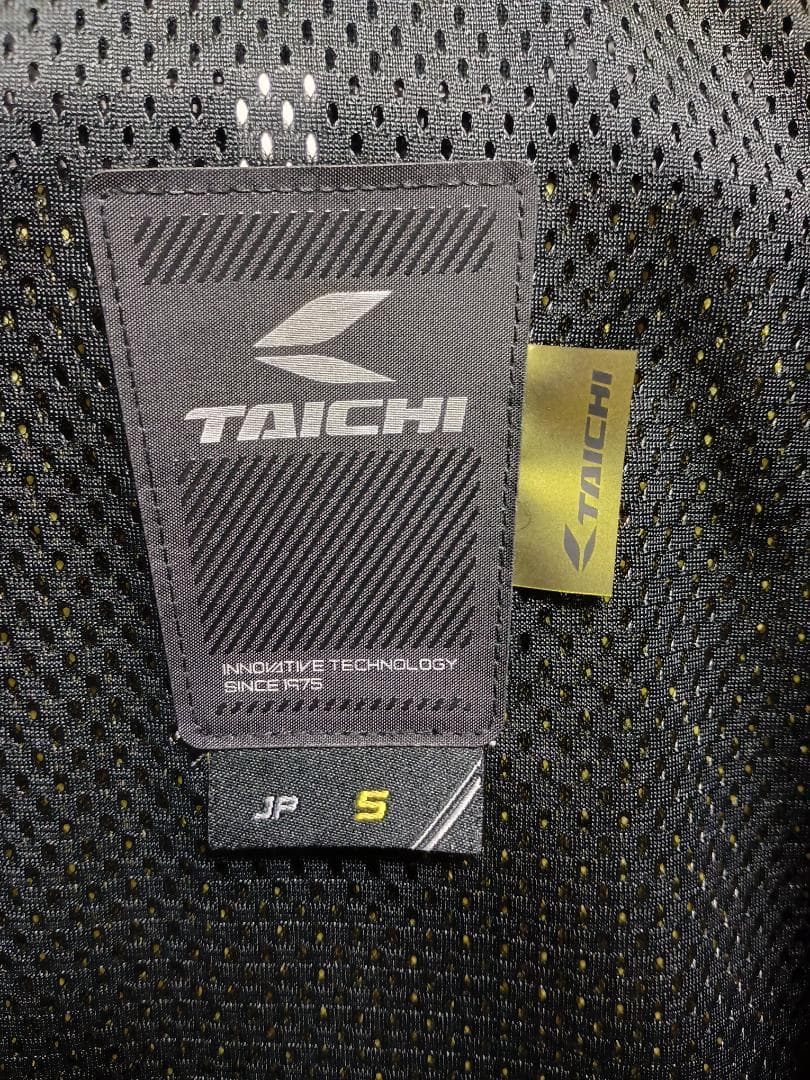 TAICHI
TAICHI
INNOVATIVE TECHNOLOGY
SINCE 1975
JP S